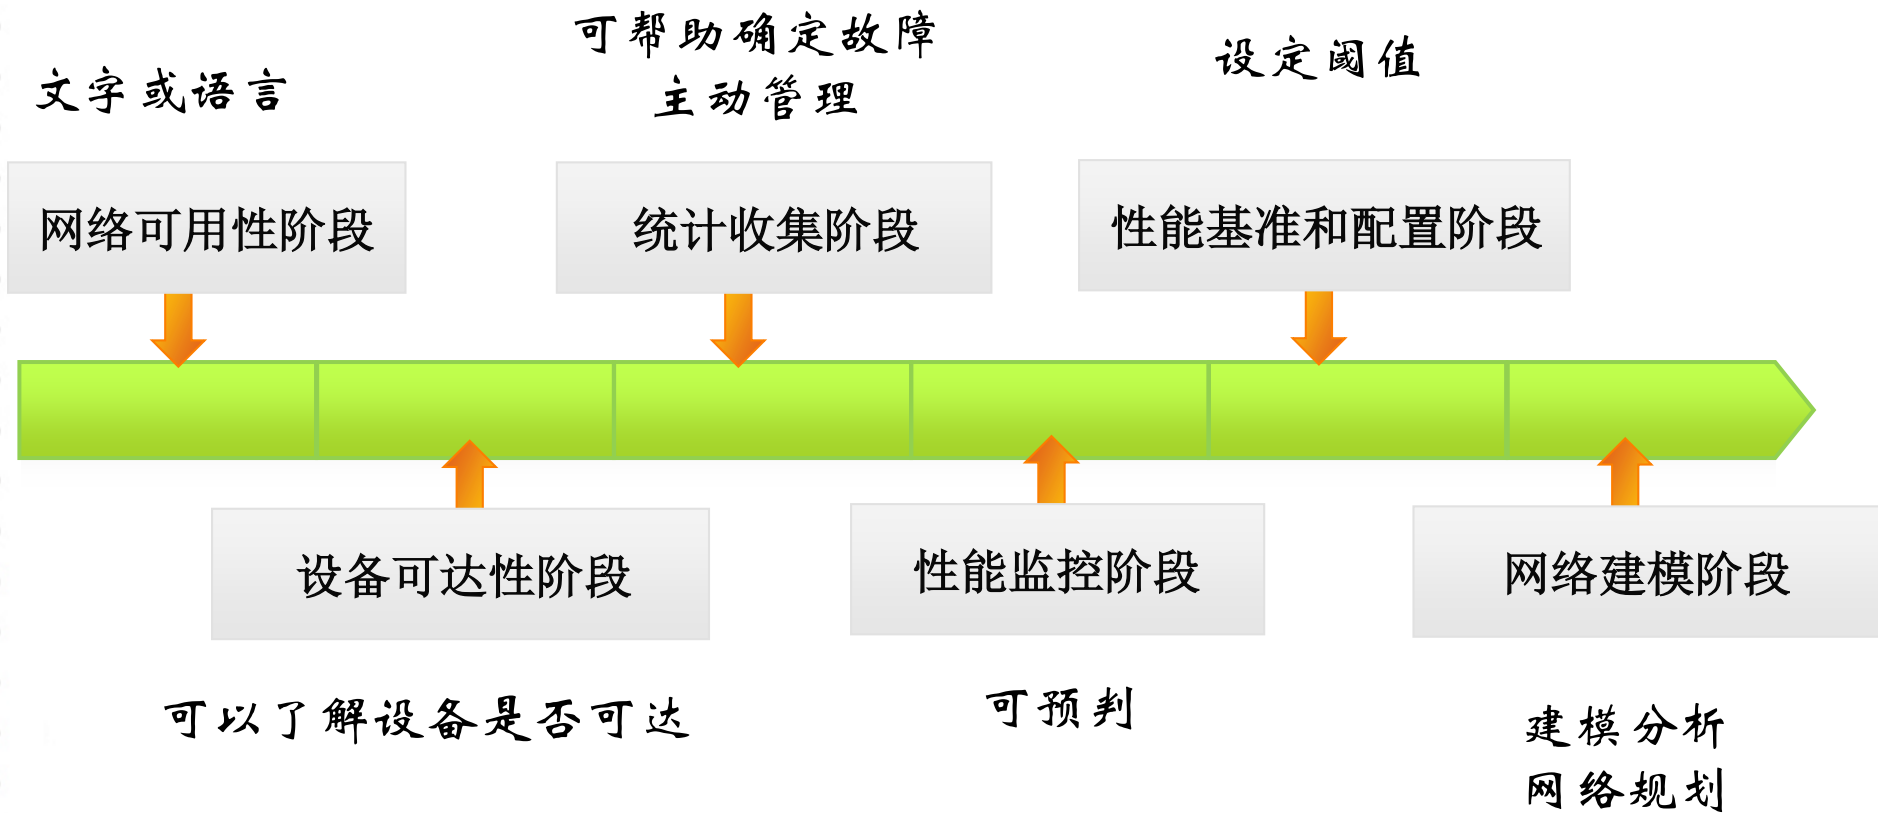 可帮助确定故障
主动管理
设定阈值
文字或语言
网络可用性阶段
统计收集阶段
性能基准和配置阶段
设备可达性阶段
性能监控阶段
网络建模阶段
可以了解设备是否可达
可预判
建模分析
网络规划